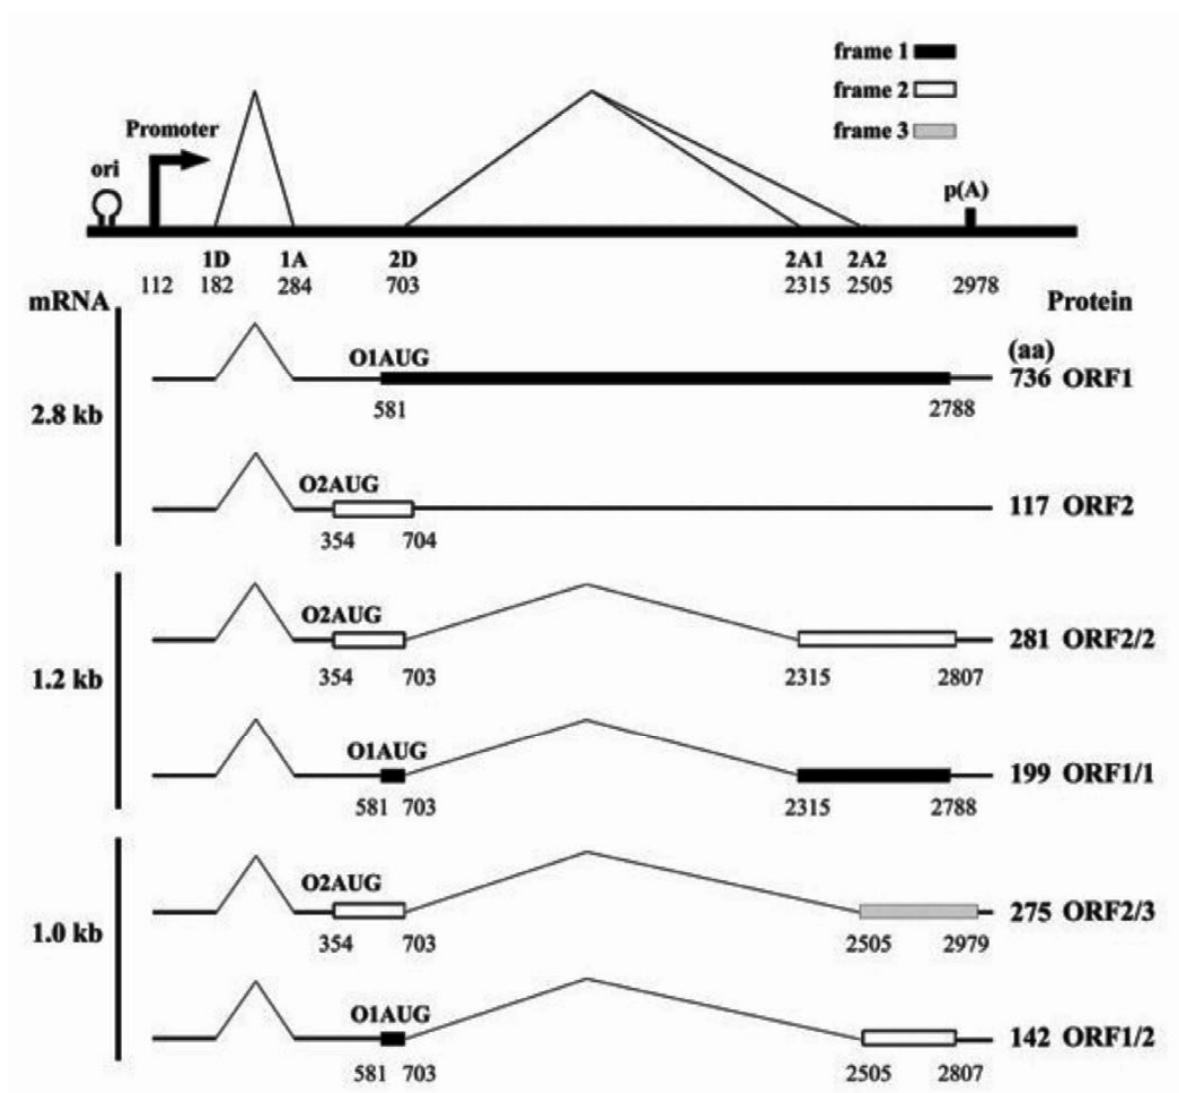 frame 1
frame 2
frame 3
Promoter
ori
p(A)
1D 1A 2D 2A1 2A2
112 182 284 703 2315 2505 2978
mRNA Protein
(aa)
O1AUG
736 ORF1
581 2788
2.8 kb
O2AUG
117 ORF2
354 704
O2AUG
281 ORF2/2
354 703 2315 2807
1.2 kb
O1AUG
199 ORF1/1
581 703 2315 2788
O2AUG
275 ORF2/3
1.0 kb
354 703 2505 2979
O1AUG
142 ORF1/2
581 703 2505 2807